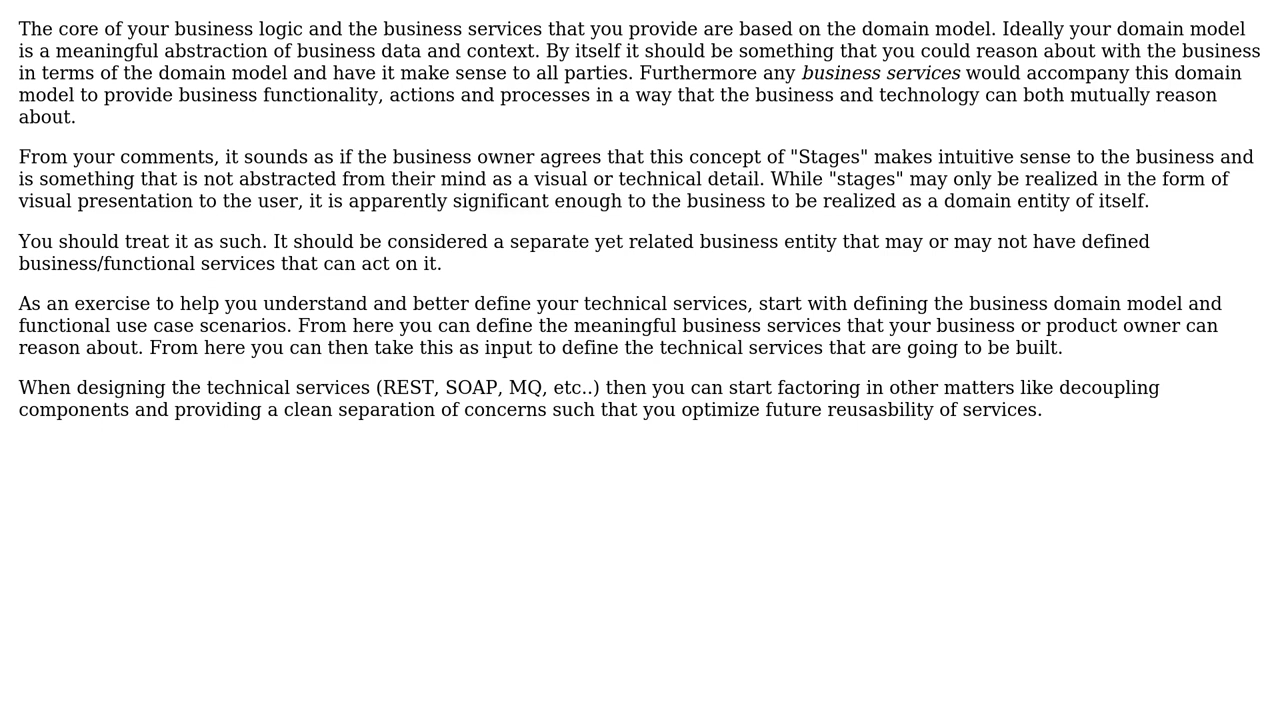 The core of your business logic and the business services that you provide are based on the domain model. Ideally your domain model
is a meaningful abstraction of business data and context. By itself it should be something that you could reason about with the business
in terms of the domain model and have it make sense to all parties. Furthermore any business services would accompany this domain
model to provide business functionality, actions and processes in a way that the business and technology can both mutually reason
about.
From your comments, it sounds as if the business owner agrees that this concept of "Stages" makes intuitive sense to the business and
is something that is not abstracted from their mind as a visual or technical detail. While "stages" may only be realized in the form of
visual presentation to the user, it is apparently significant enough to the business to be realized as a domain entity of itself.
You should treat it as such. It should be considered a separate yet related business entity that may or may not have defined
business/functional services that can act on it.
As an exercise to help you understand and better define your technical services, start with defining the business domain model and
functional use case scenarios. From here you can define the meaningful business services that your business or product owner can
reason about. From here you can then take this as input to define the technical services that are going to be built.
When designing the technical services (REST, SOAP, MQ, etc..) then you can start factoring in other matters like decoupling
components and providing a clean separation of concerns such that you optimize future reusasbility of services.